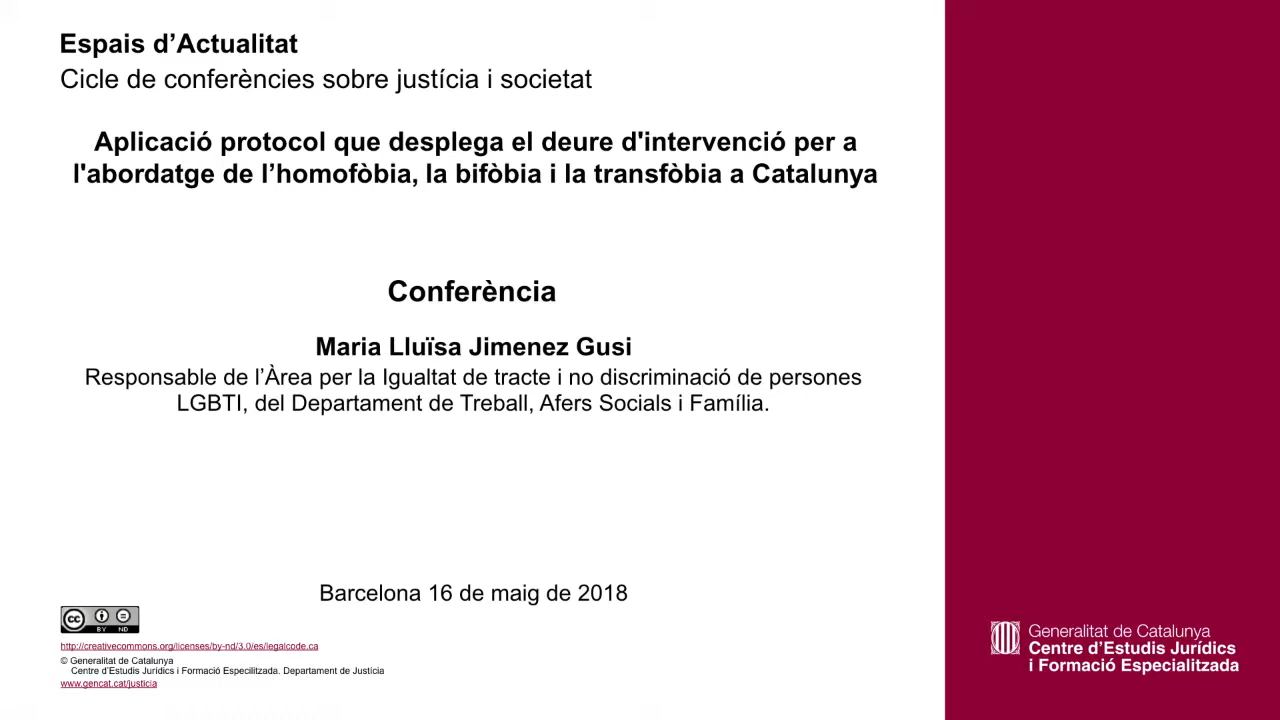 Espais d’Actualitat
Cicle de conferències sobre justícia i societat
Aplicació protocol que desplega el deure d'intervenció per a
l'abordatge de l’homofòbia, la bifòbia i la transfòbia a Catalunya
Conferència
Maria Lluïsa Jimenez Gusi
Responsable de l’Àrea per la Igualtat de tracte i no discriminació de persones
LGBTI, del Departament de Treball, Afers Socials i Família.
Barcelona 16 de maig de 2018
cc BY ND
http://creativecommons.org/licenses/by-nd/3.0/es/legalcode.ca
© Generalitat de Catalunya
Centre d’Estudis Jurídics i Formació Especilitzada. Departament de Justícia
www.gencat.cat/justicia
Generalitat de Catalunya
Centre d’Estudis Jurídics
i Formació Especialitzada